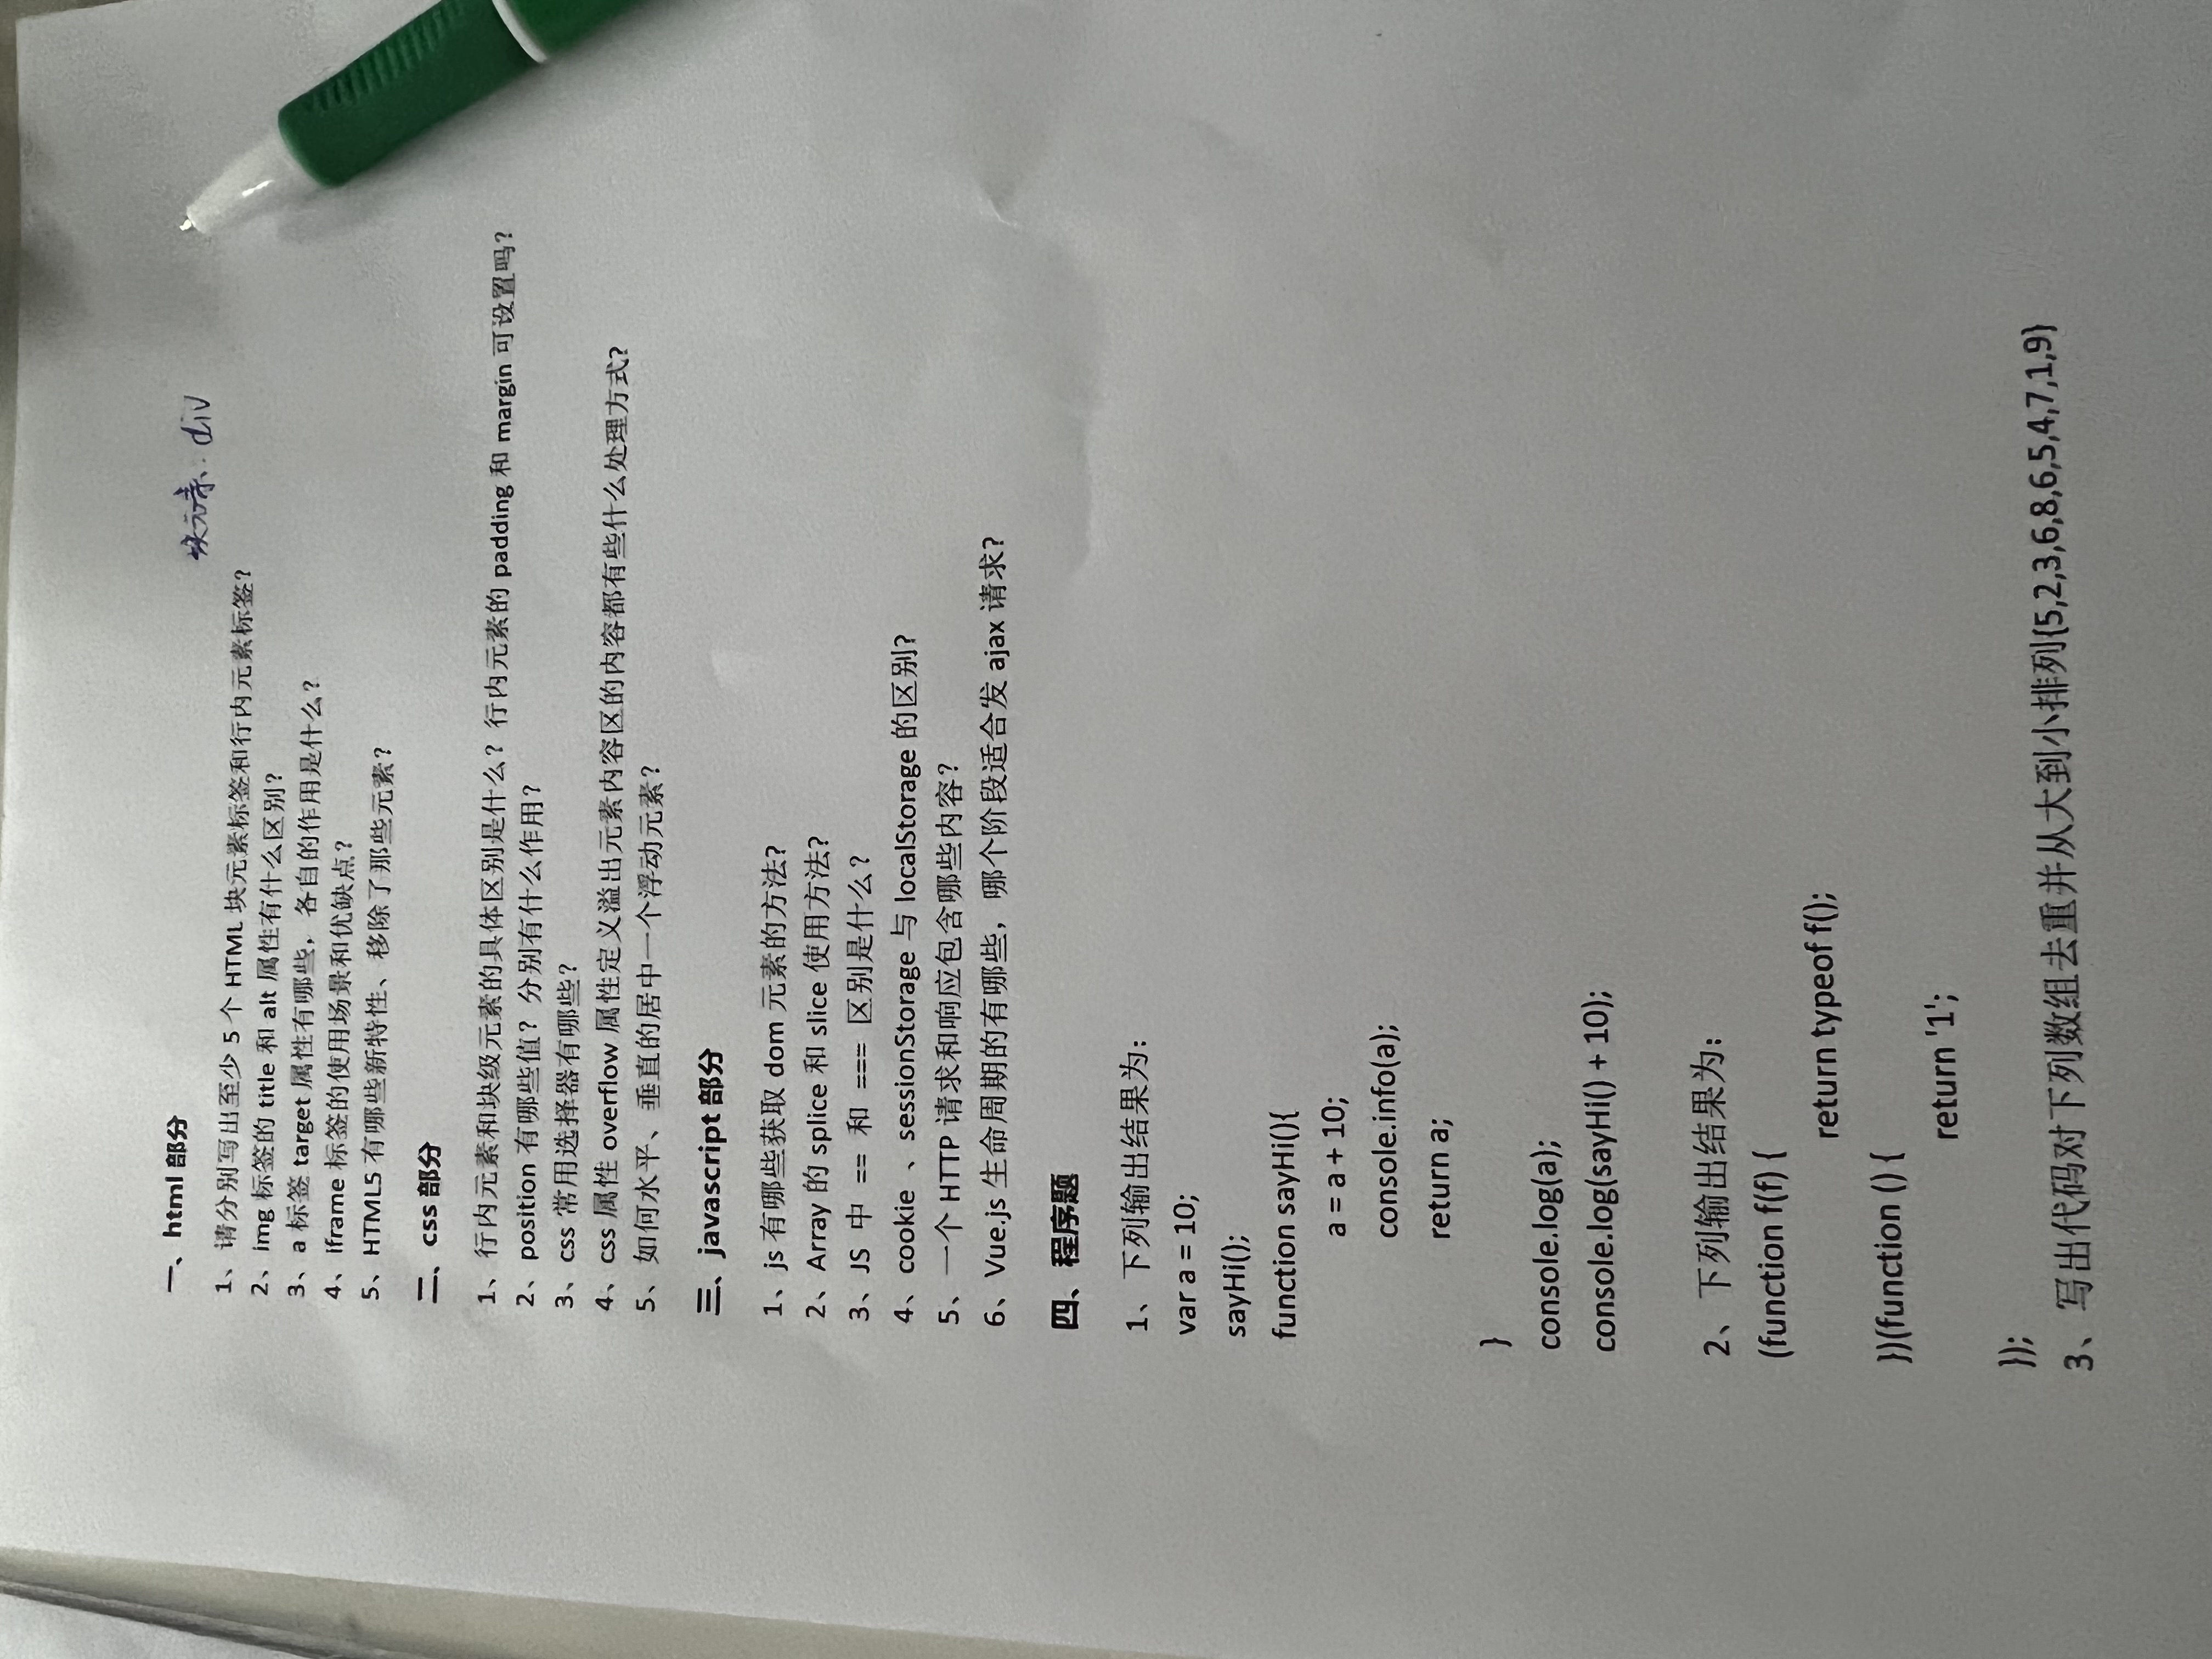 一、html 部分
块元素: div
1、请分别写出至少 5 个 HTML 块元素标签和行内元素标签?
2、img 标签的 title 和 alt 属性有什么区别?
3、a 标签 target 属性有哪些，各自的作用是什么?
4、iframe 标签的使用场景和优缺点?
5、HTML5 有哪些新特性、移除了那些元素?
二、css 部分
1、行内元素和块级元素的具体区别是什么? 行内元素的 padding 和 margin 可设置吗?
2、position 有哪些值? 分别有什么作用?
3、css 常用选择器有哪些?
4、css 属性 overflow 属性定义溢出元素内容区的内容都有些什么处理方式?
5、如何水平、垂直的居中一个浮动元素?
三、javascript 部分
1、js 有哪些获取 dom 元素的方法?
2、Array 的 splice 和 slice 使用方法?
3、JS 中 == 和 === 区别是什么?
4、cookie 、sessionStorage 与 localStorage 的区别?
5、一个 HTTP 请求和响应包含哪些内容?
6、Vue.js 生命周期的有哪些，哪个阶段适合发 ajax 请求?
四、程序题
1、下列输出结果为:
var a = 10;
sayHi();
function sayHi(){
a = a + 10;
console.info(a);
return a;
}
console.log(a);
console.log(sayHi() + 10);
2、下列输出结果为:
(function f(f) {
return typeof f();
})(function () {
return '1';
});
3、写出代码对下列数组去重并从大到小排列{5,2,3,6,8,6,5,4,7,1,9}